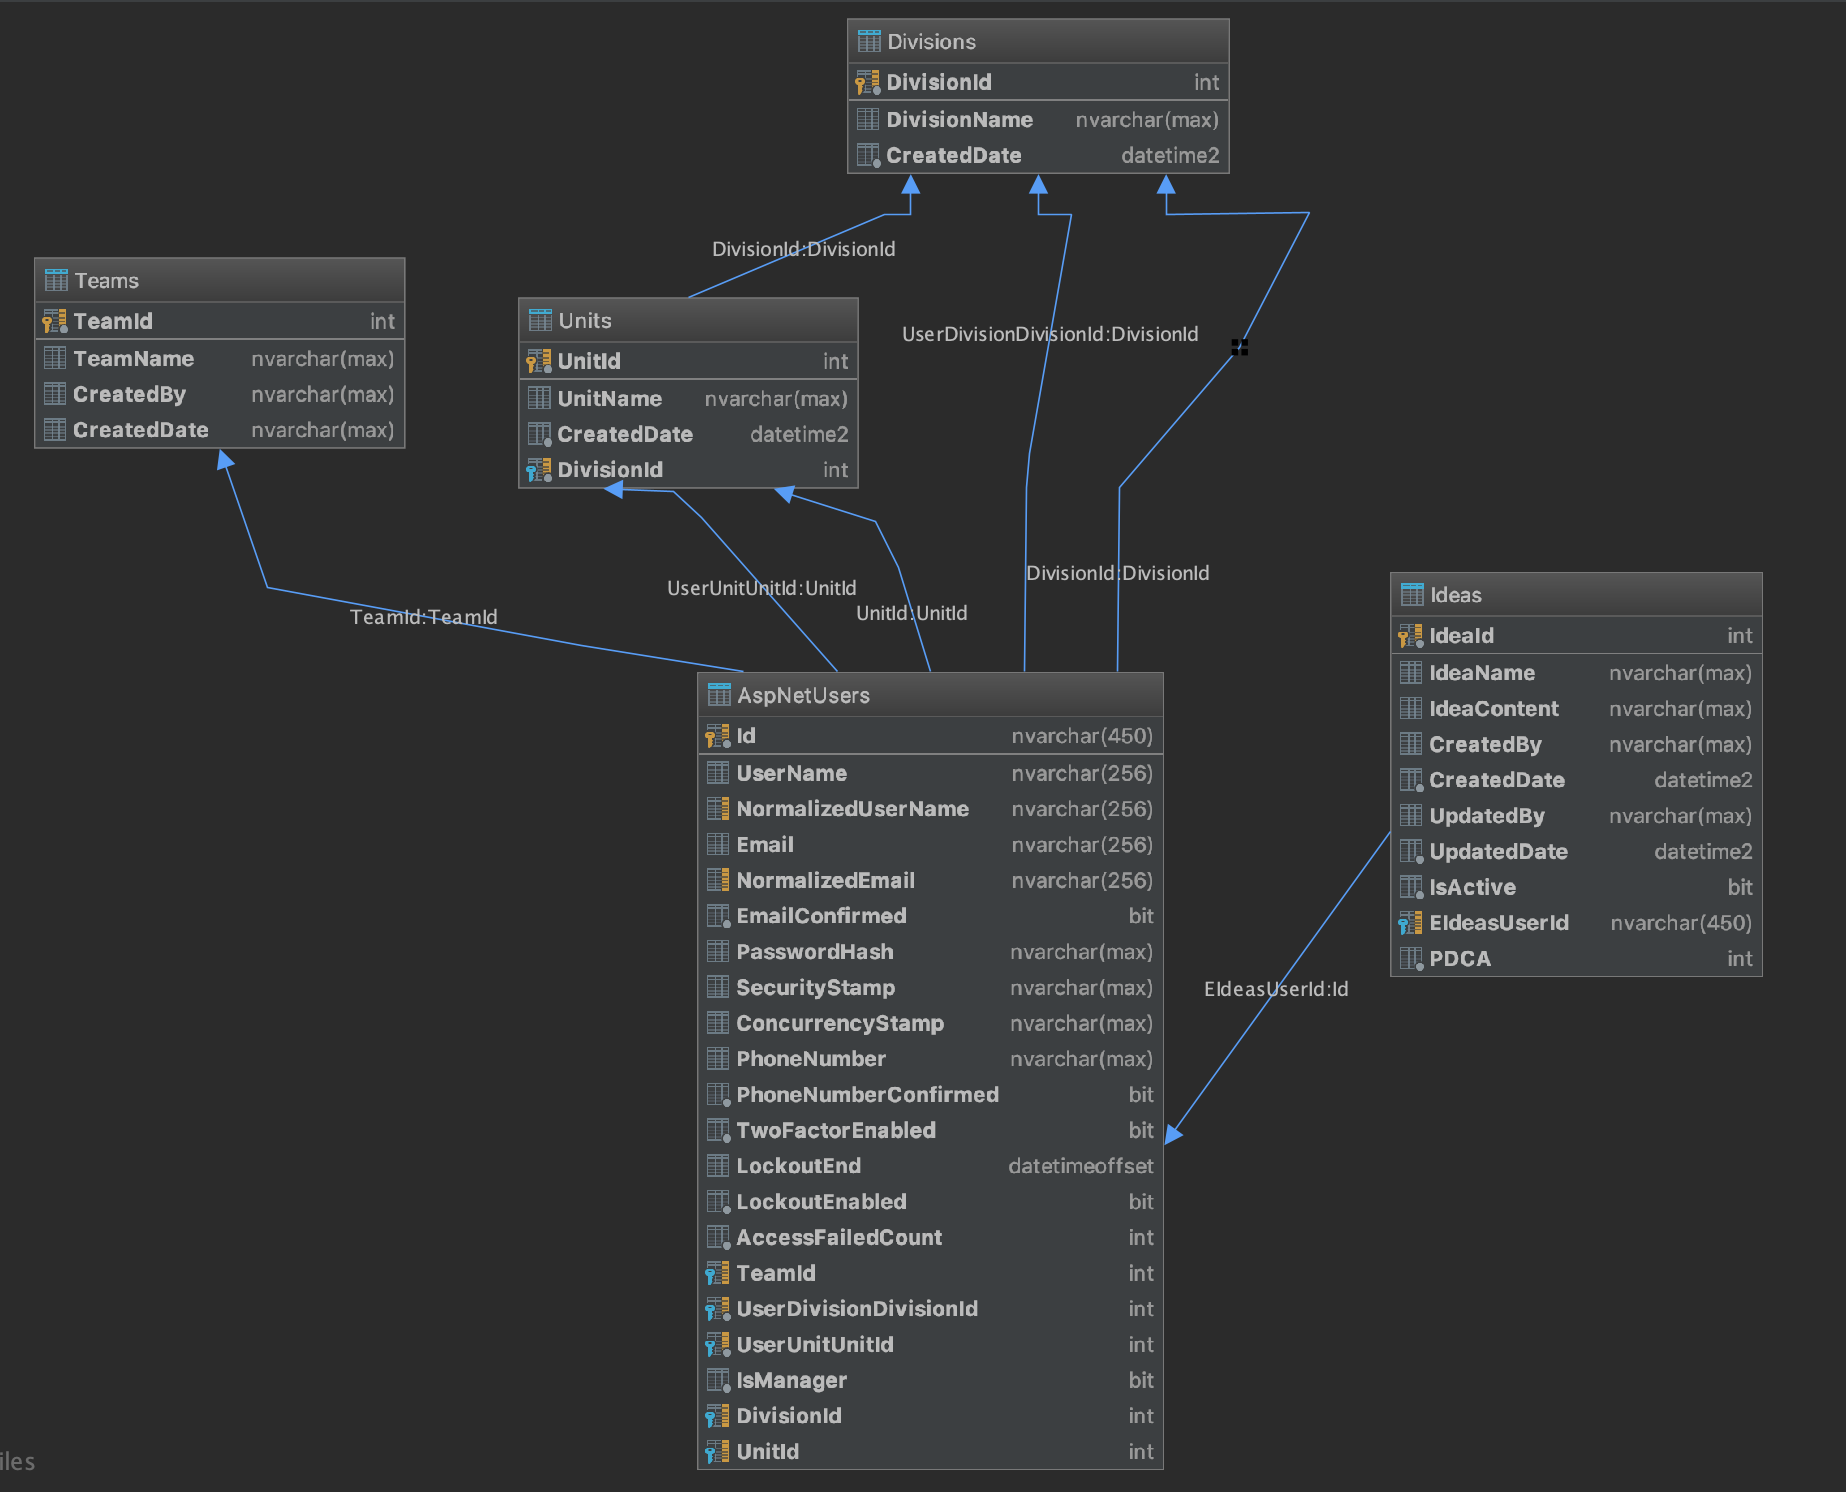 Divisions
DivisionId int
DivisionName nvarchar(max)
CreatedDate datetime2
DivisionId:DivisionId
Teams
TeamId int
TeamName nvarchar(max)
CreatedBy nvarchar(max)
CreatedDate nvarchar(max)
Units
UnitId int
UnitName nvarchar(max)
CreatedDate datetime2
DivisionId int
UserDivisionDivisionId:DivisionId
DivisionId:DivisionId
UserUnitUnitId:UnitId
UnitId:UnitId
TeamId:TeamId
AspNetUsers
Id nvarchar(450)
UserName nvarchar(256)
NormalizedUserName nvarchar(256)
Email nvarchar(256)
NormalizedEmail nvarchar(256)
EmailConfirmed bit
PasswordHash nvarchar(max)
SecurityStamp nvarchar(max)
ConcurrencyStamp nvarchar(max)
PhoneNumber nvarchar(max)
PhoneNumberConfirmed bit
TwoFactorEnabled bit
LockoutEnd datetimeoffset
LockoutEnabled bit
AccessFailedCount int
TeamId int
UserDivisionDivisionId int
UserUnitUnitId int
IsManager bit
DivisionId int
UnitId int
Ideas
IdeaId int
IdeaName nvarchar(max)
IdeaContent nvarchar(max)
CreatedBy nvarchar(max)
CreatedDate datetime2
UpdatedBy nvarchar(max)
UpdatedDate datetime2
IsActive bit
EIdeasUserId nvarchar(450)
PDCA int
EIdeasUserId:Id
iles